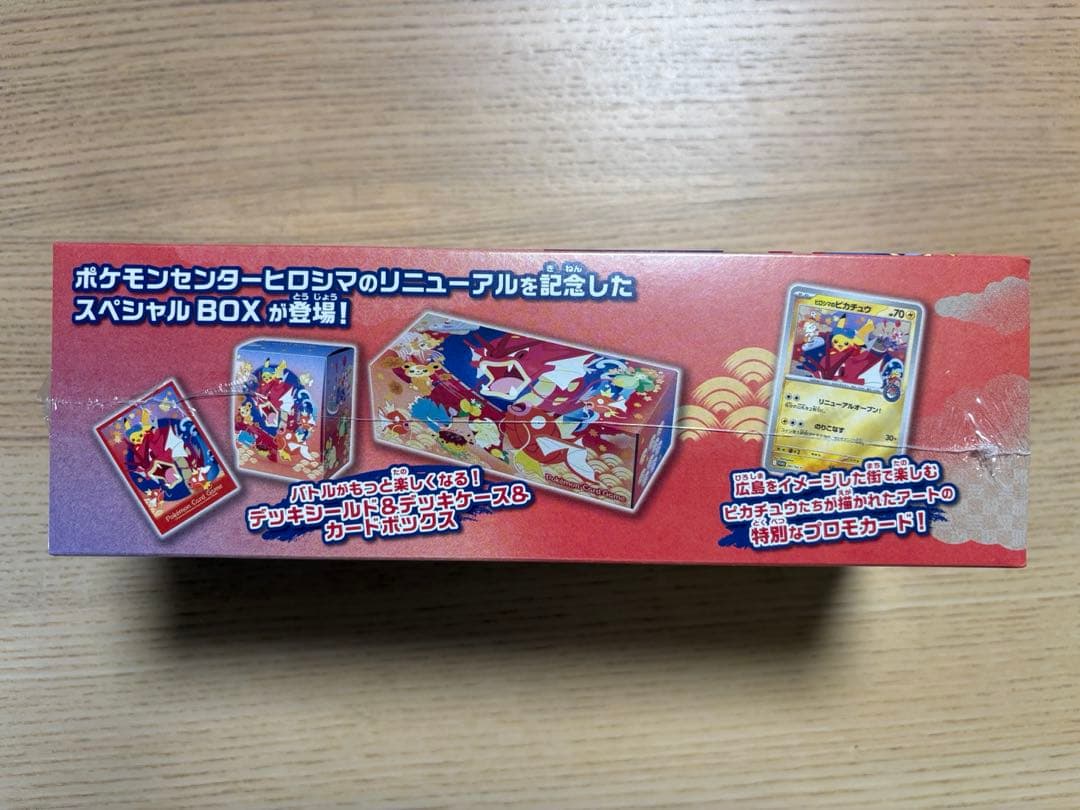 ポケモンセンターヒロシマのリニューアルを記念した
スペシャルBOXが登場!
バトルがもっと楽しくなる!
デッキシールド&デッキケース&
カードボックス
Pokémon Card Game
Pokémon Card Game
ヒロシマのピカチュウ
HP70
リニューアルオープン!
のりこなす
30+
広島をイメージした街で楽しむ
ピカチュウたちが描かれたアートの
特別なプロモカード!